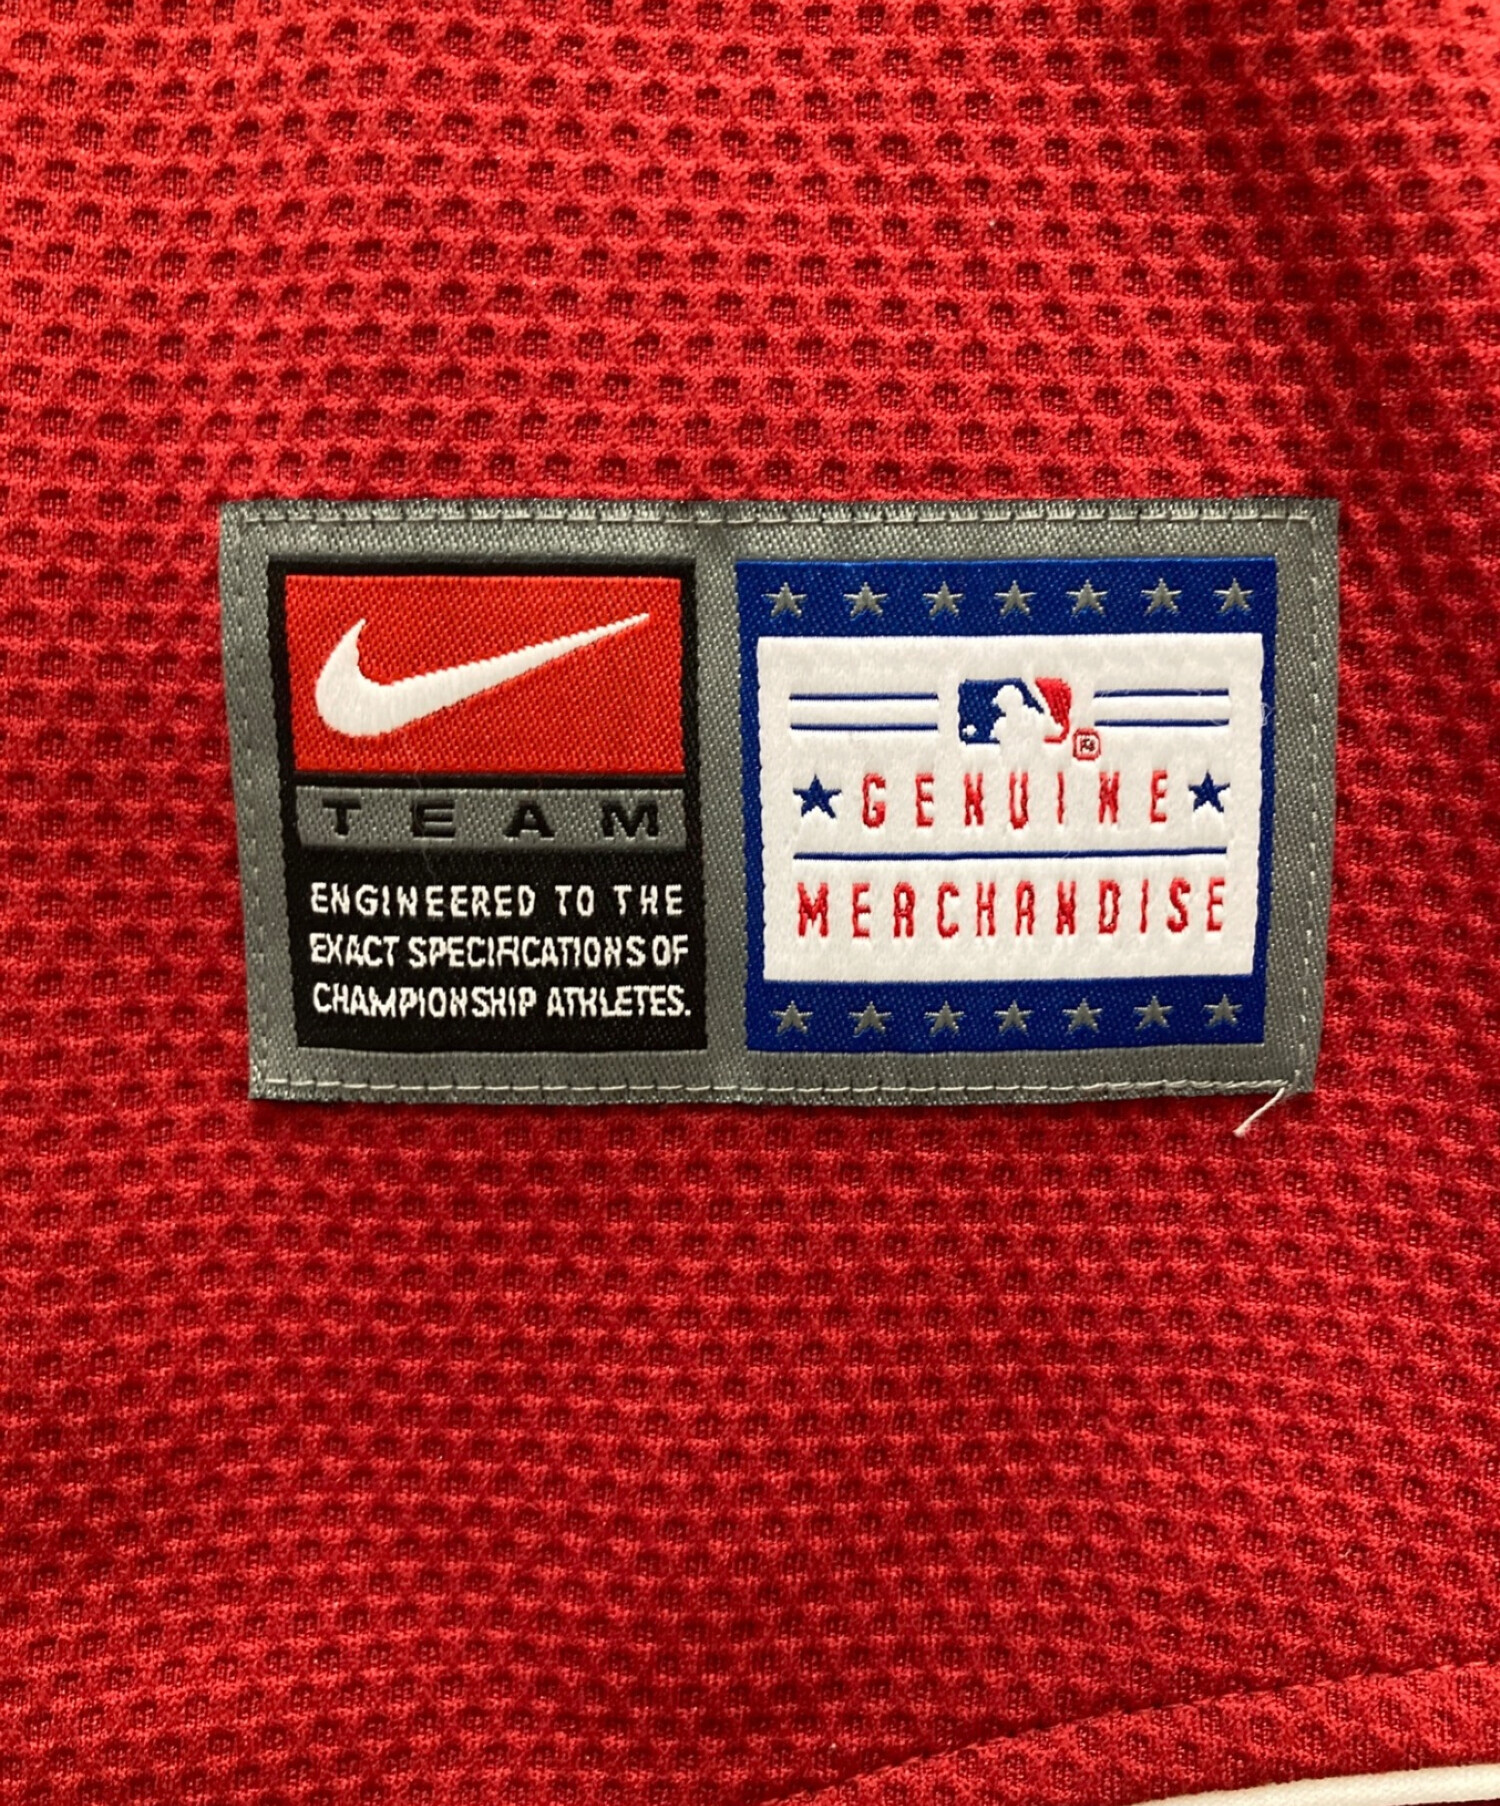 TEAM
ENGINEERED TO THE
EXACT SPECIFICATIONS OF
CHAMPIONSHIP ATHLETES.
®
GENUINE
MERCHANDISE